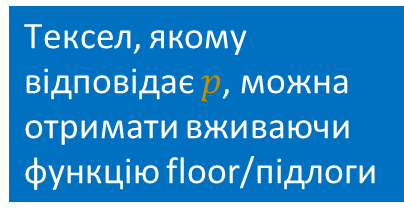 Тексел, якому
відповідає p, можна
отримати вживаючи
функцію floor/підлоги